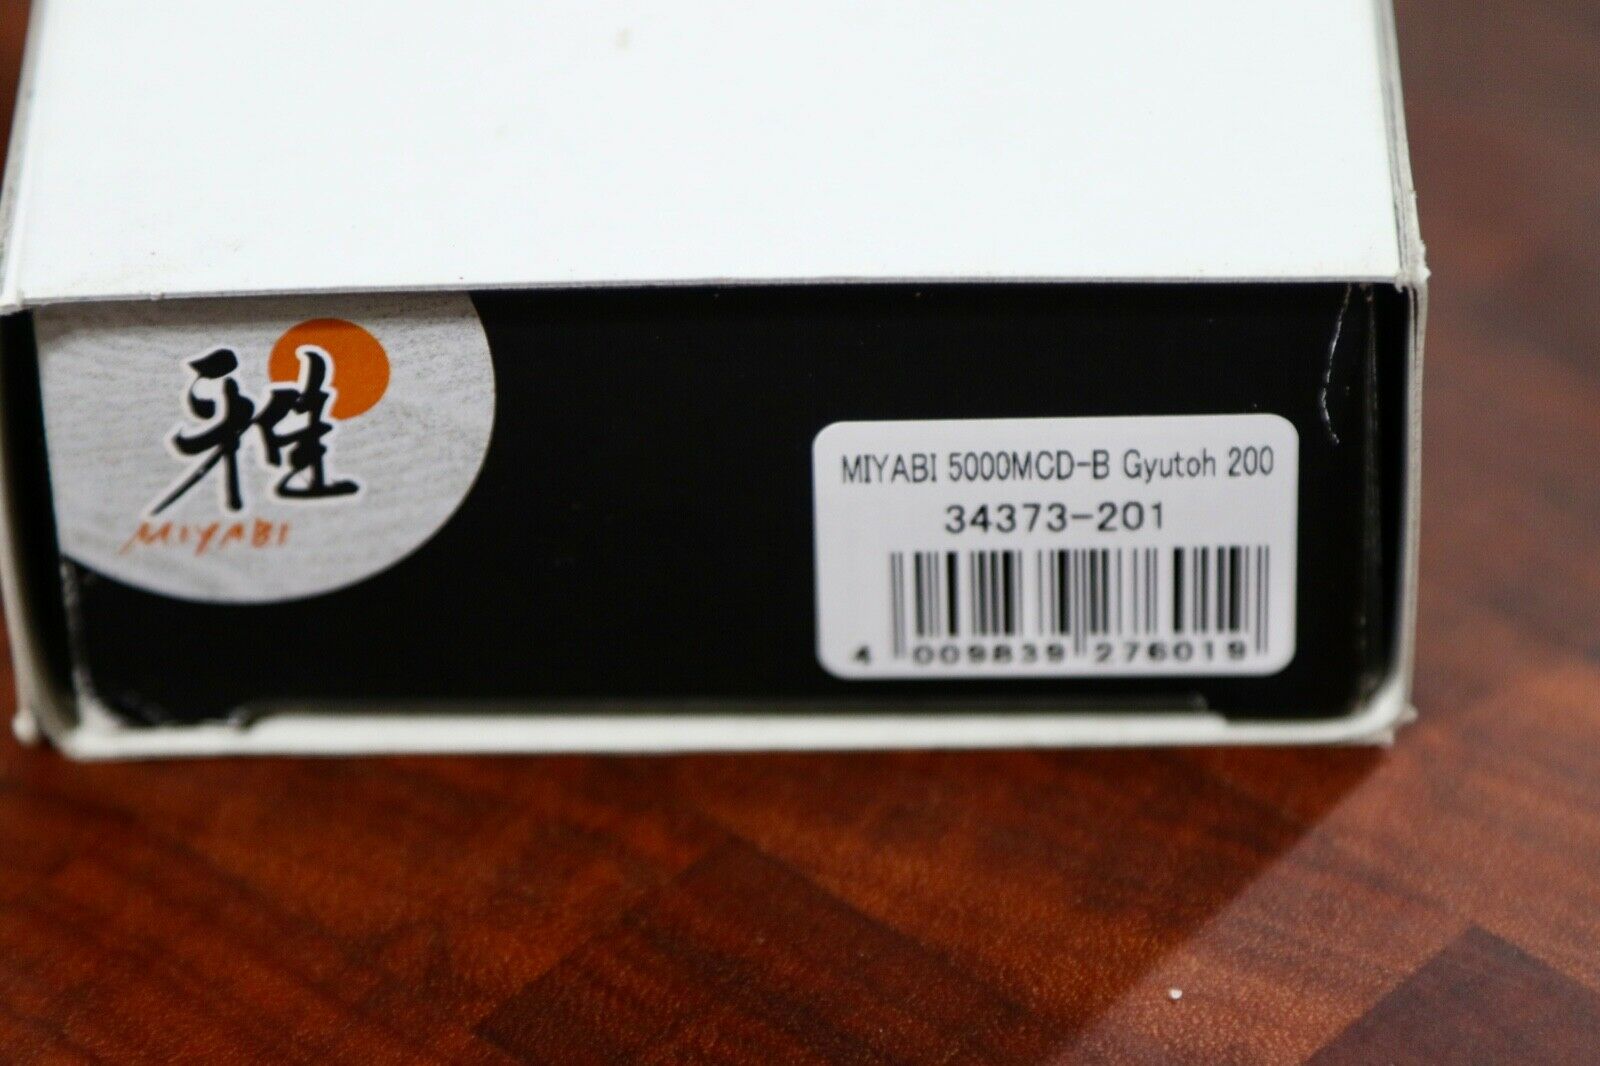 雅
MIYABI
MIYABI 5000MCD-B Gyutoh 200
34373-201
4 009839 276019